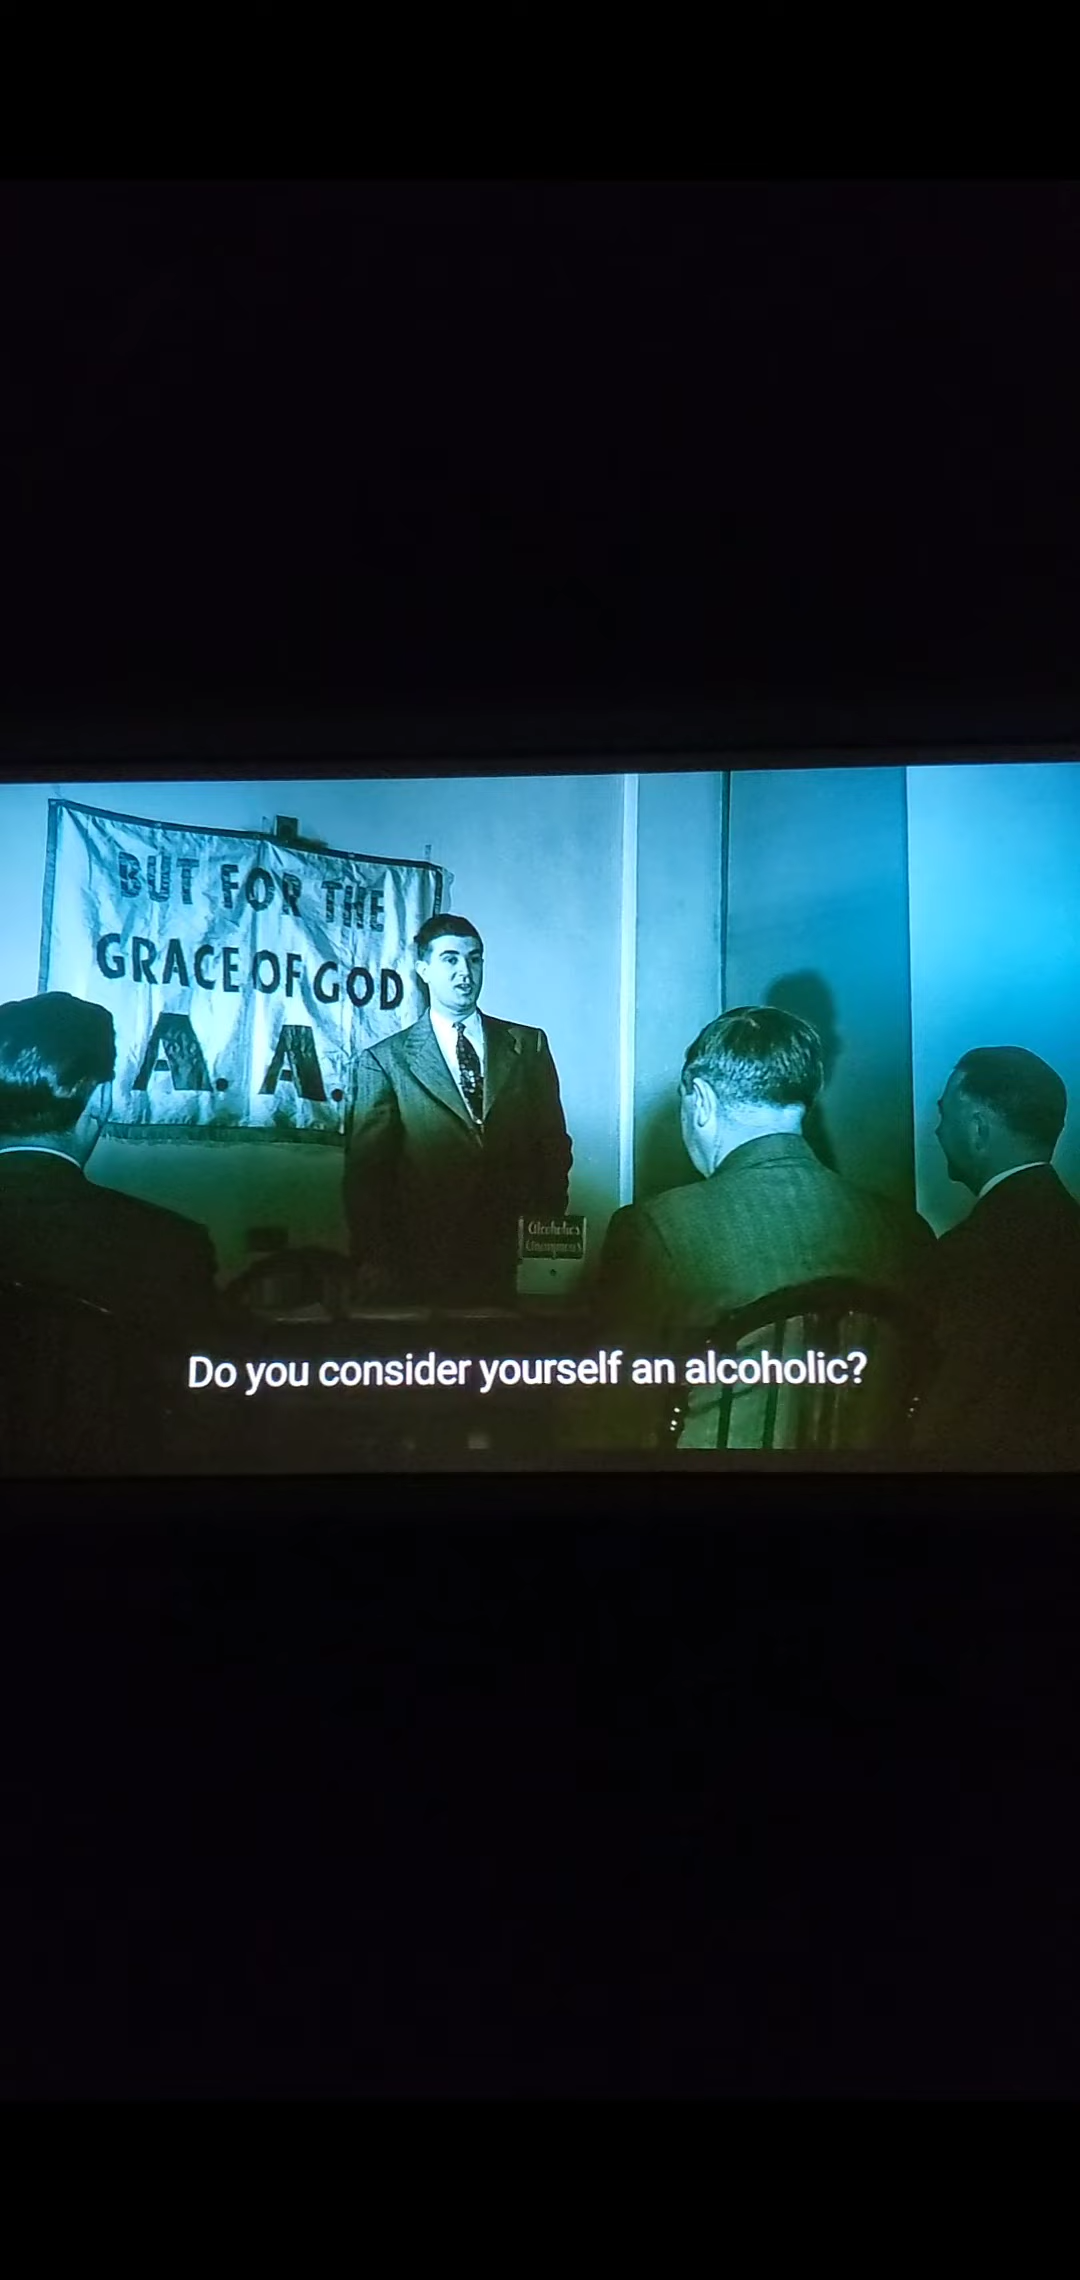 BUT FOR THE
GRACE OF GOD
A. A.
Alcoholics
Anonymous
Do you consider yourself an alcoholic?